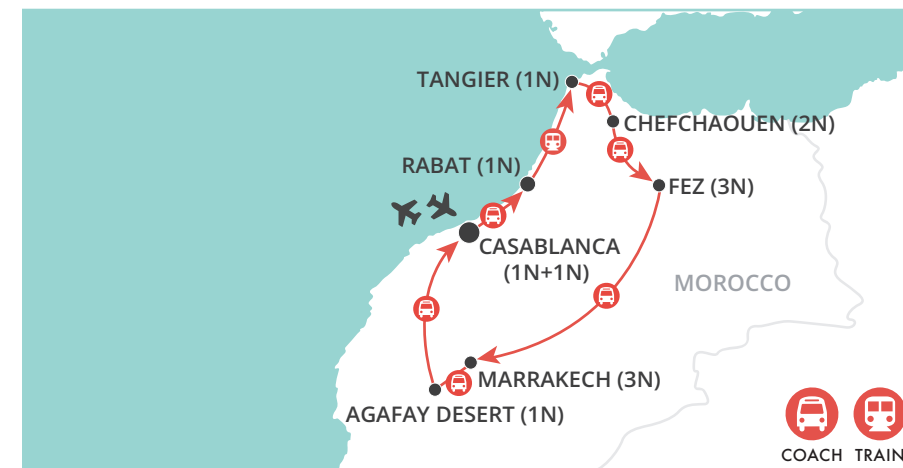 TANGIER (1N)
CHEFCHAOUEN (2N)
RABAT (1N)
FEZ (3N)
CASABLANCA
(1N+1N)
MOROCCO
MARRAKECH (3N)
AGAFAY DESERT (1N)
COACH TRAIN